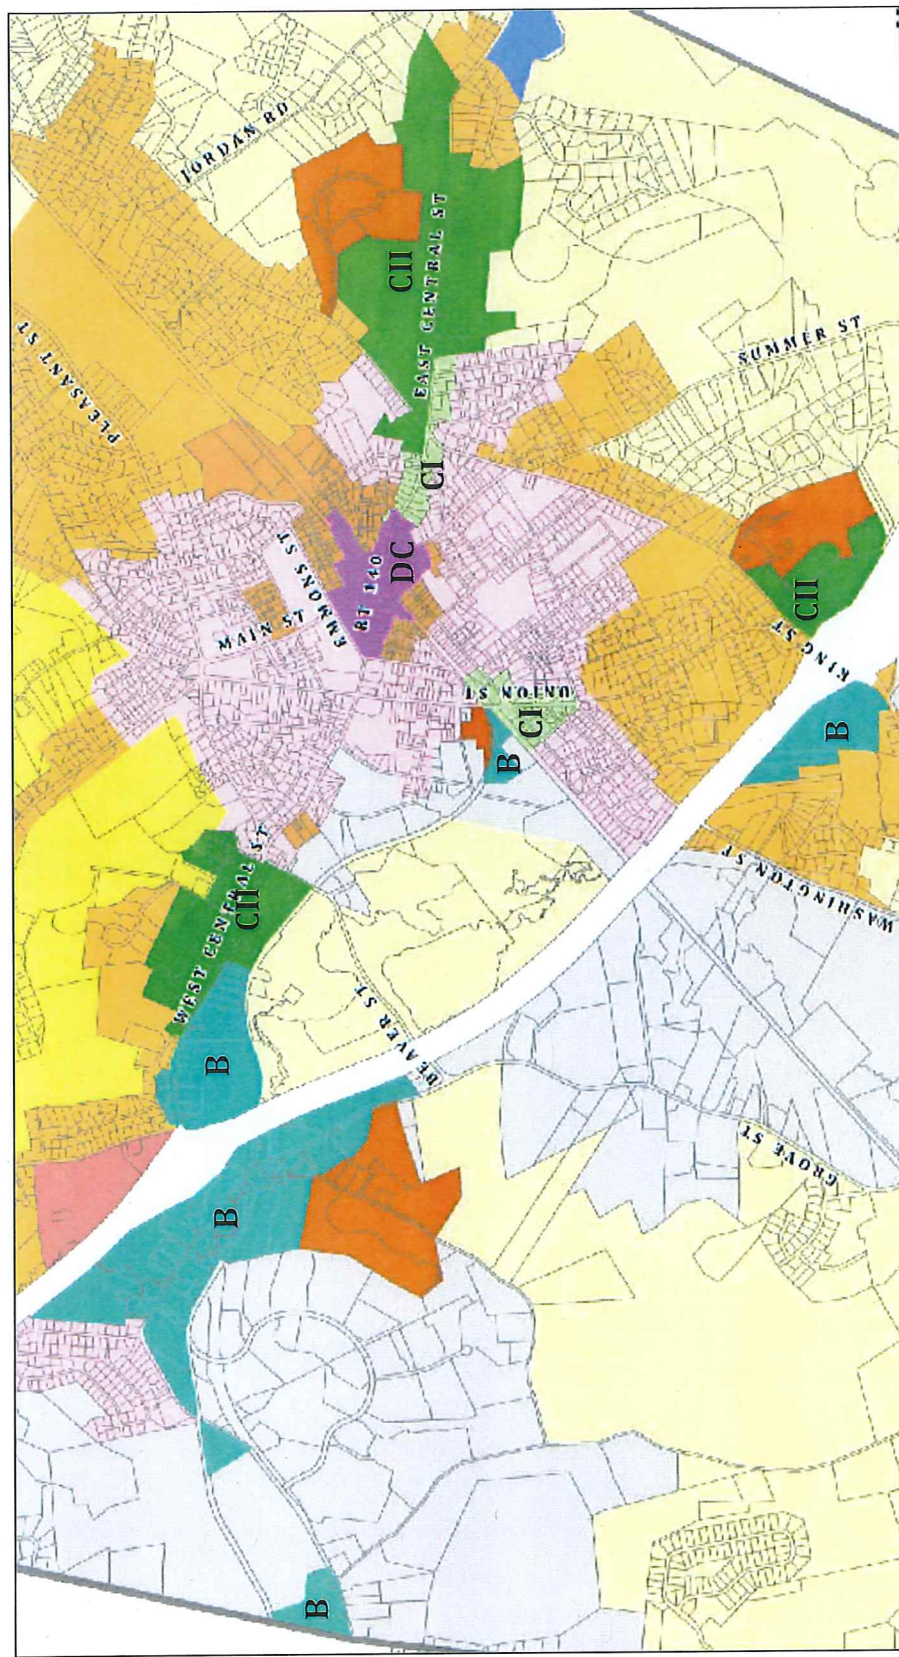 JORDAN RD
PLEASANT ST
CII
EAST CENTRAL ST
SUMMER ST
CI
EMMONS ST
MAIN ST
RT 140
DC
UNION ST
CI
B
CII
KING ST
B
WASHINGTON ST
WEST CENTRAL ST
CII
B
BEAVER ST
B
GROVE ST
B